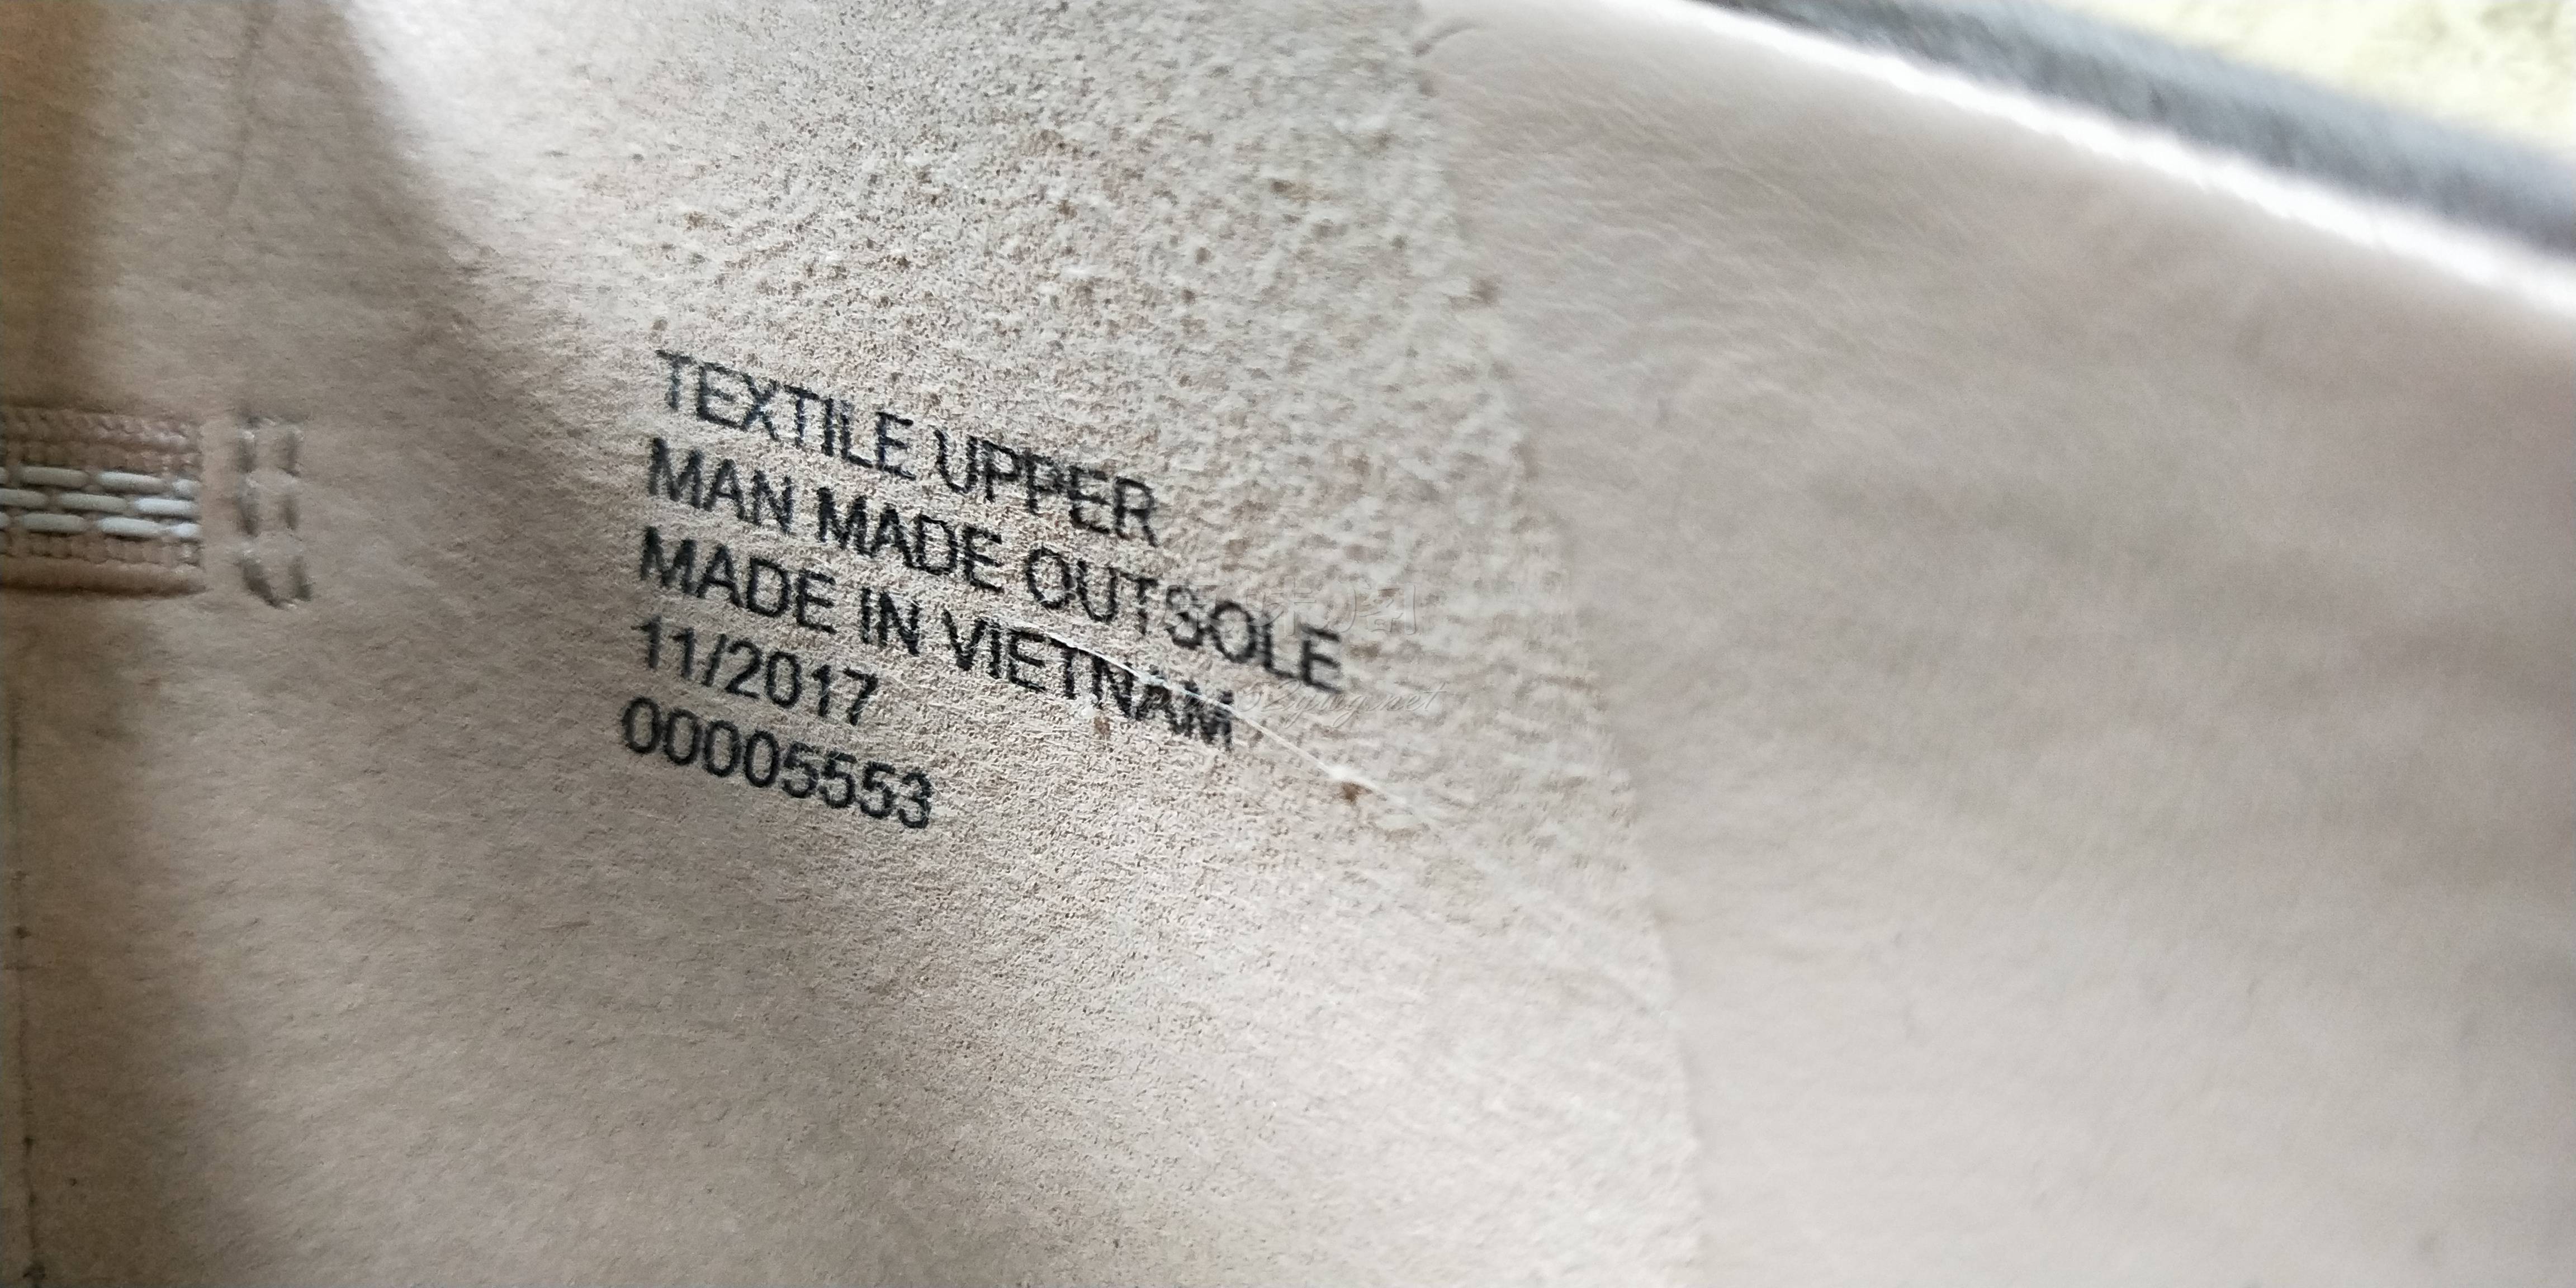 TEXTILE UPPER
MAN MADE OUTSOLE
MADE IN VIETNAM
11/2017
00005553